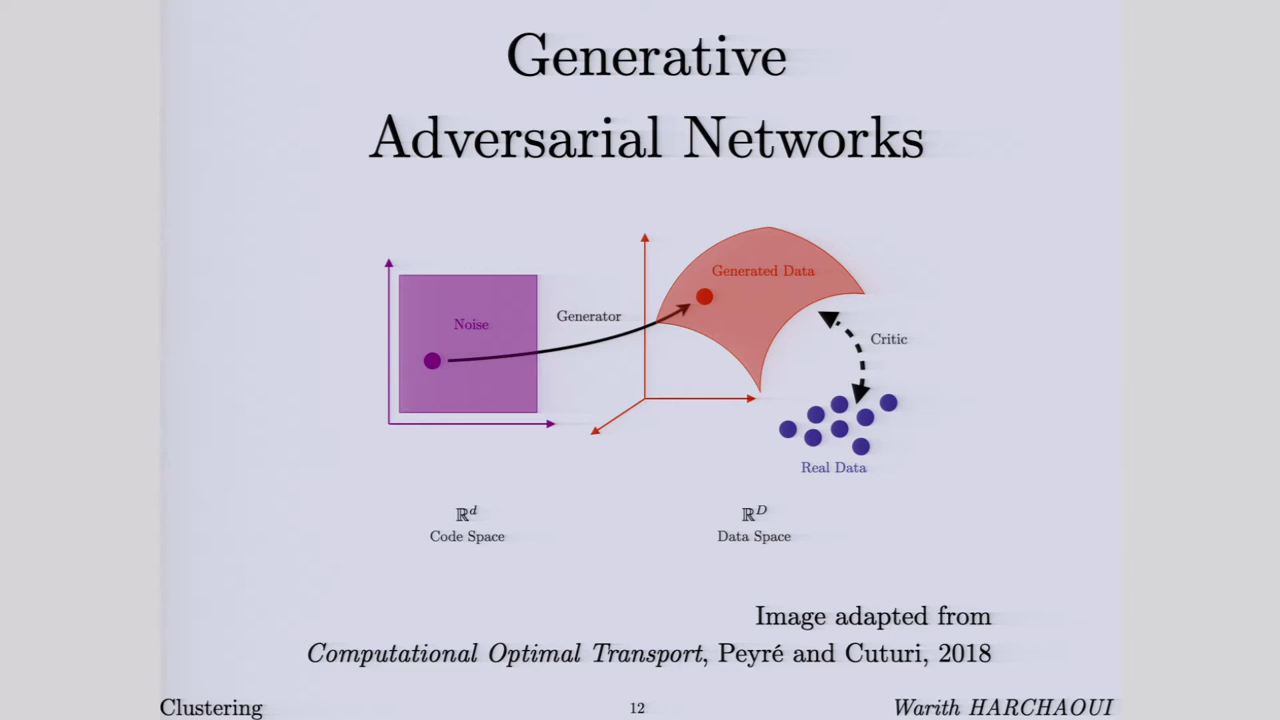 Generative
Adversarial Networks
Generated Data
Noise
Generator
Critic
Real Data
ℝ^d
Code Space
ℝ^D
Data Space
Image adapted from
Computational Optimal Transport, Peyré and Cuturi, 2018
Clustering
12
Warith HARCHAOUI